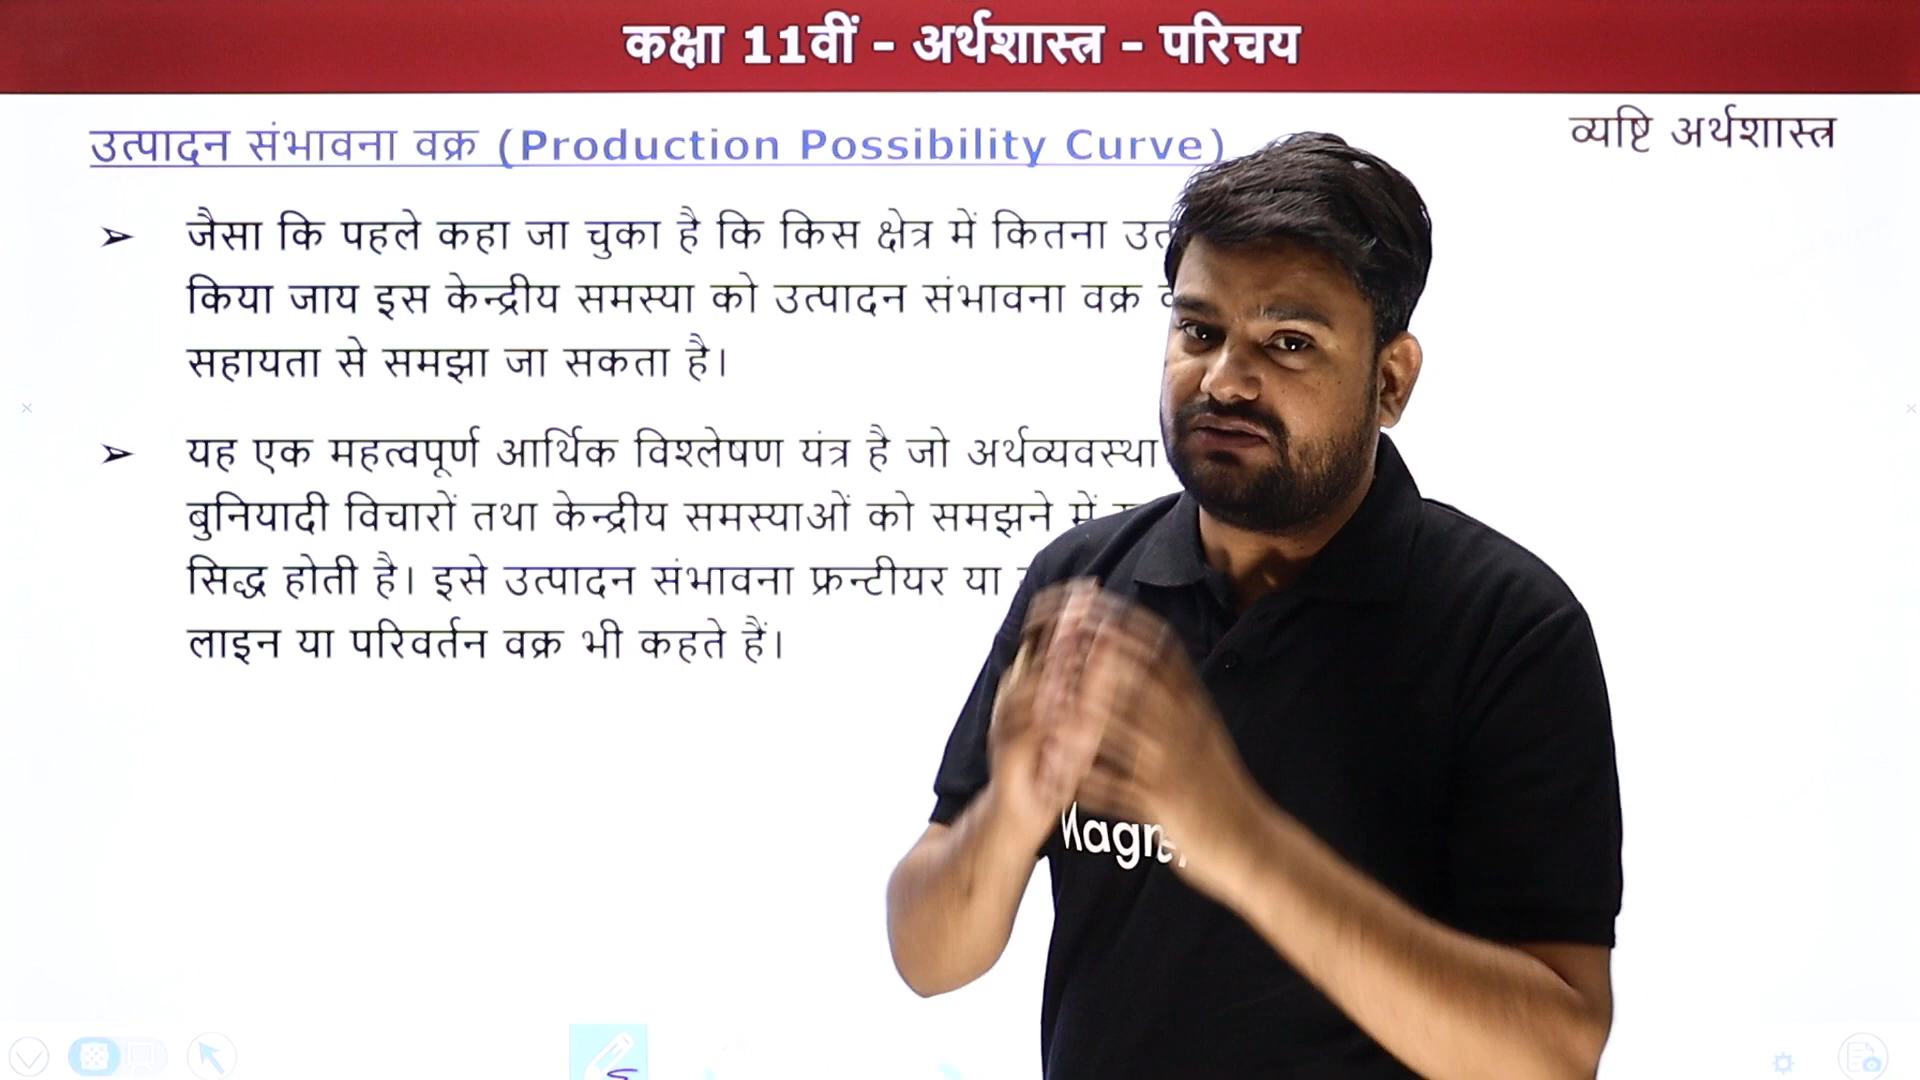 कक्षा 11वीं - अर्थशास्त्र - परिचय
व्यष्टि अर्थशास्त्र
उत्पादन संभावना वक्र (Production Possibility Curve)
➢ जैसा कि पहले कहा जा चुका है कि किस क्षेत्र में कितना
किया जाय इस केन्द्रीय समस्या को उत्पादन संभावना वक्र
सहायता से समझा जा सकता है।
➢ यह एक महत्वपूर्ण आर्थिक विश्लेषण यंत्र है जो अर्थव्यवस्था
बुनियादी विचारों तथा केन्द्रीय समस्याओं को समझने में
सिद्ध होती है। इसे उत्पादन संभावना फ्रन्टीयर या
लाइन या परिवर्तन वक्र भी कहते हैं।